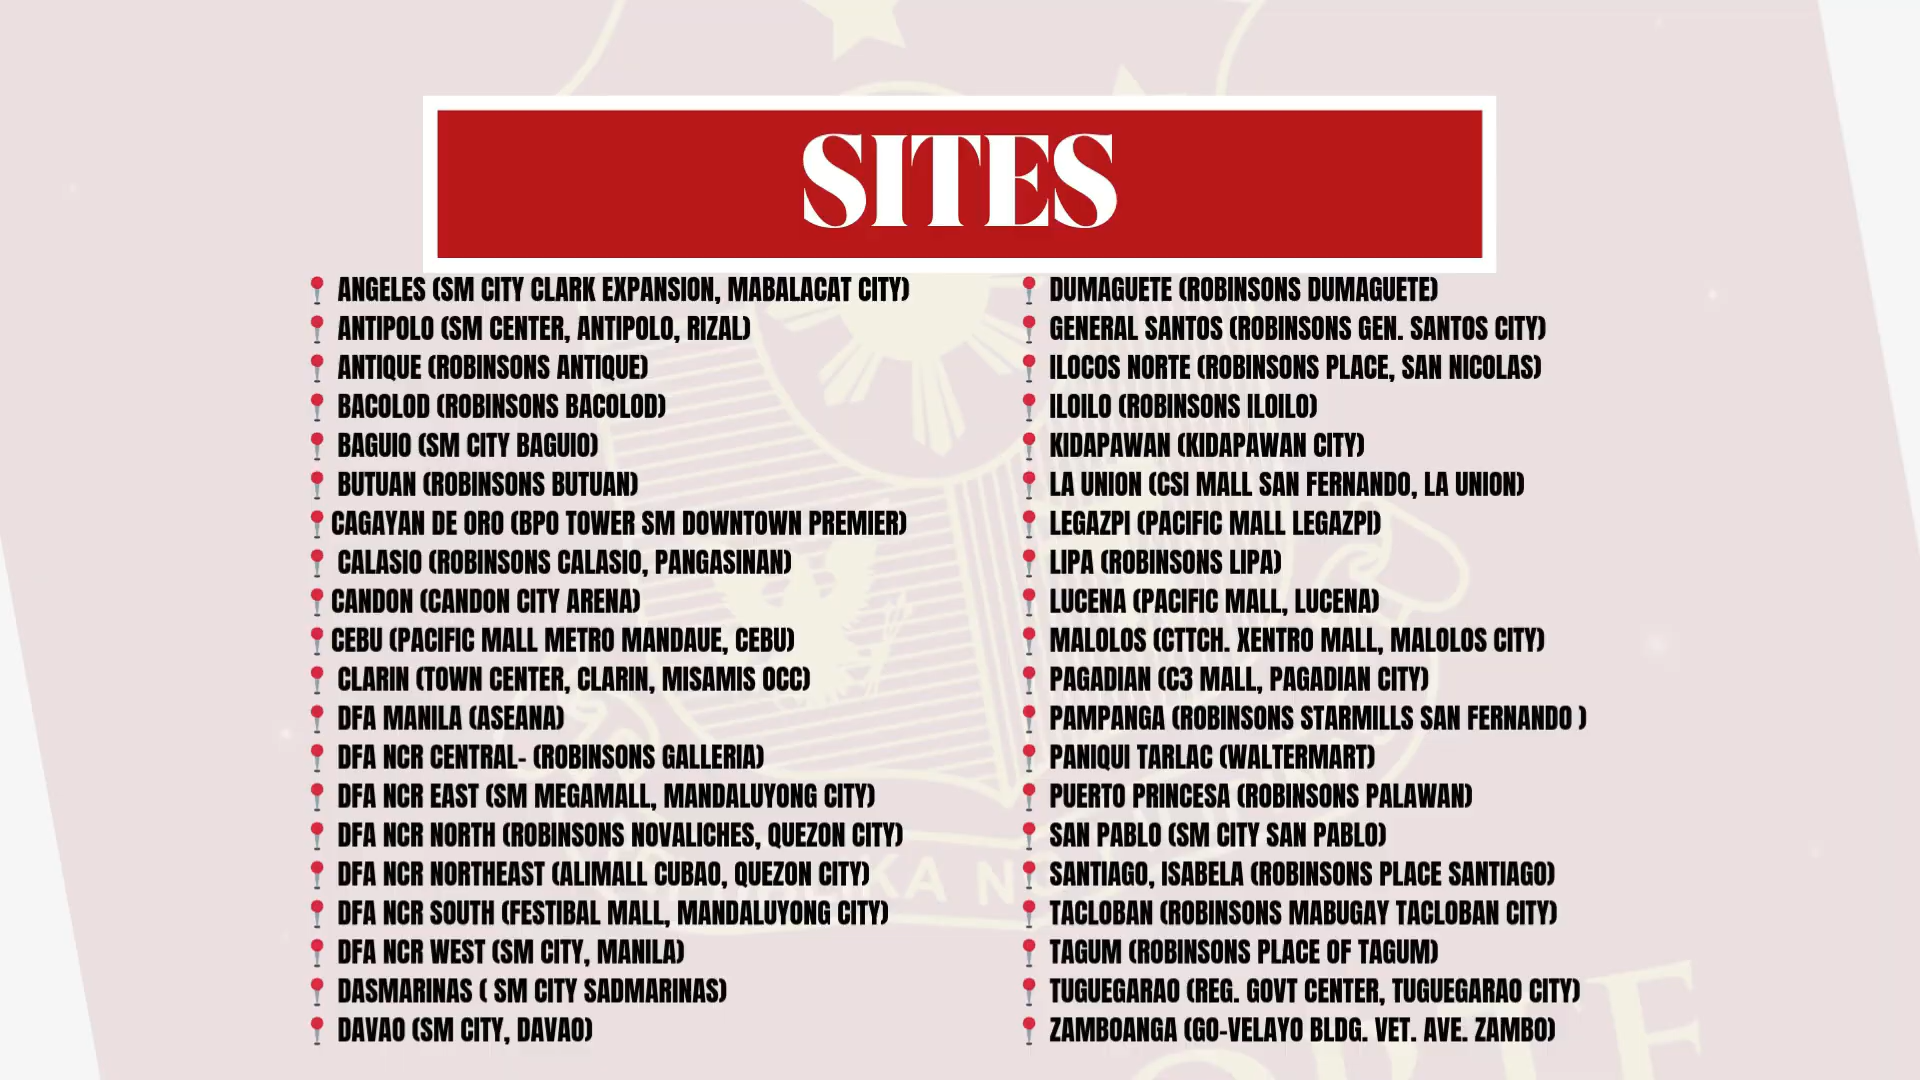 SITES
ANGELES (SM CITY CLARK EXPANSION, MABALACAT CITY)
ANTIPOLO (SM CENTER, ANTIPOLO, RIZAL)
ANTIQUE (ROBINSONS ANTIQUE)
BACOLOD (ROBINSONS BACOLOD)
BAGUIO (SM CITY BAGUIO)
BUTUAN (ROBINSONS BUTUAN)
CAGAYAN DE ORO (BPO TOWER SM DOWNTOWN PREMIER)
CALASIO (ROBINSONS CALASIO, PANGASINAN)
CANDON (CANDON CITY ARENA)
CEBU (PACIFIC MALL METRO MANDAUE, CEBU)
CLARIN (TOWN CENTER, CLARIN, MISAMIS OCC)
DFA MANILA (ASEANA)
DFA NCR CENTRAL- (ROBINSONS GALLERIA)
DFA NCR EAST (SM MEGAMALL, MANDALUYONG CITY)
DFA NCR NORTH (ROBINSONS NOVALICHES, QUEZON CITY)
DFA NCR NORTHEAST (ALIMALL CUBAO, QUEZON CITY)
DFA NCR SOUTH (FESTIBAL MALL, MANDALUYONG CITY)
DFA NCR WEST (SM CITY, MANILA)
DASMARINAS ( SM CITY SADMARINAS)
DAVAO (SM CITY, DAVAO)
DUMAGUETE (ROBINSONS DUMAGUETE)
GENERAL SANTOS (ROBINSONS GEN. SANTOS CITY)
ILOCOS NORTE (ROBINSONS PLACE, SAN NICOLAS)
ILOILO (ROBINSONS ILOILO)
KIDAPAWAN (KIDAPAWAN CITY)
LA UNION (CSI MALL SAN FERNANDO, LA UNION)
LEGAZPI (PACIFIC MALL LEGAZPI)
LIPA (ROBINSONS LIPA)
LUCENA (PACIFIC MALL, LUCENA)
MALOLOS (CTTCH. XENTRO MALL, MALOLOS CITY)
PAGADIAN (C3 MALL, PAGADIAN CITY)
PAMPANGA (ROBINSONS STARMILLS SAN FERNANDO )
PANIQUI TARLAC (WALTERMART)
PUERTO PRINCESA (ROBINSONS PALAWAN)
SAN PABLO (SM CITY SAN PABLO)
SANTIAGO, ISABELA (ROBINSONS PLACE SANTIAGO)
TACLOBAN (ROBINSONS MABUGAY TACLOBAN CITY)
TAGUM (ROBINSONS PLACE OF TAGUM)
TUGUEGARAO (REG. GOVT CENTER, TUGUEGARAO CITY)
ZAMBOANGA (GO-VELAYO BLDG. VET. AVE. ZAMBO)